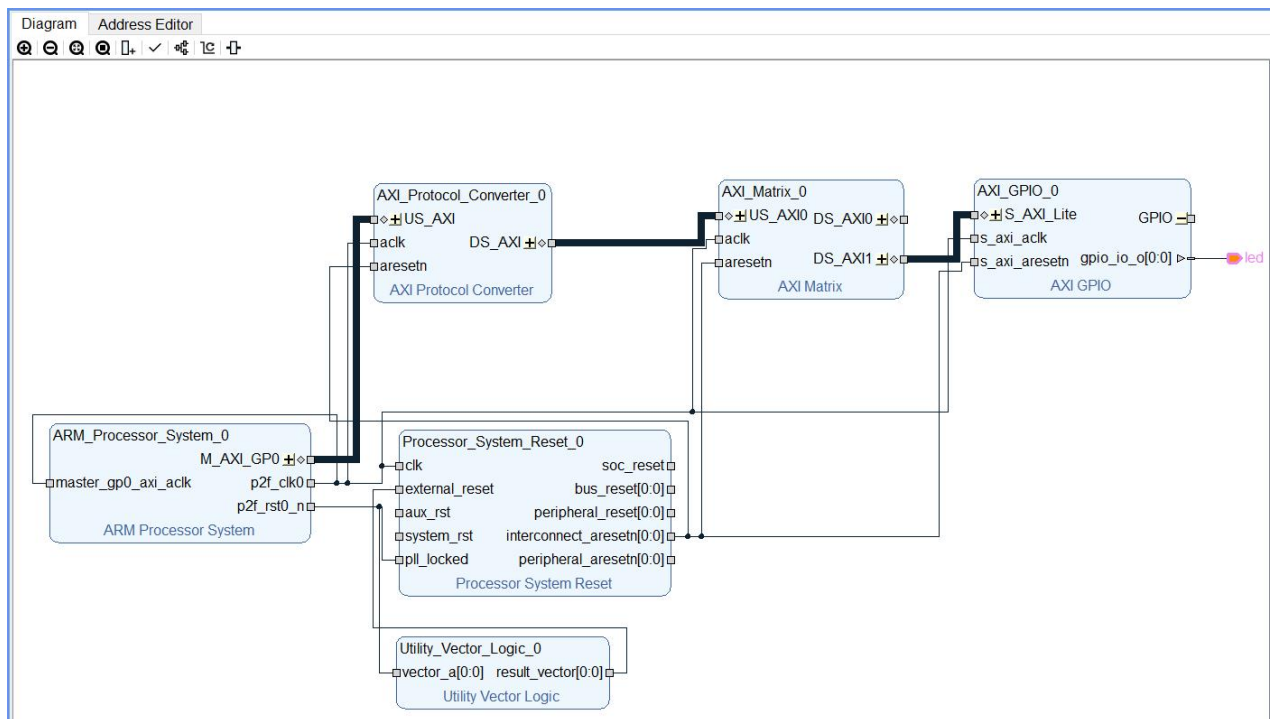 Diagram
Address Editor
AXI_Protocol_Converter_0
US_AXI
aclk
DS_AXI
aresetn
AXI Protocol Converter
AXI_Matrix_0
US_AXI0
DS_AXI0
aclk
aresetn
DS_AXI1
AXI Matrix
AXI_GPIO_0
S_AXI_Lite
GPIO
s_axi_aclk
s_axi_aresetn
gpio_io_o[0:0]
AXI GPIO
led
ARM_Processor_System_0
M_AXI_GP0
master_gp0_axi_aclk
p2f_clk0
p2f_rst0_n
ARM Processor System
Processor_System_Reset_0
clk
soc_reset
external_reset
bus_reset[0:0]
aux_rst
peripheral_reset[0:0]
system_rst
interconnect_aresetn[0:0]
pll_locked
peripheral_aresetn[0:0]
Processor System Reset
Utility_Vector_Logic_0
vector_a[0:0]
result_vector[0:0]
Utility Vector Logic